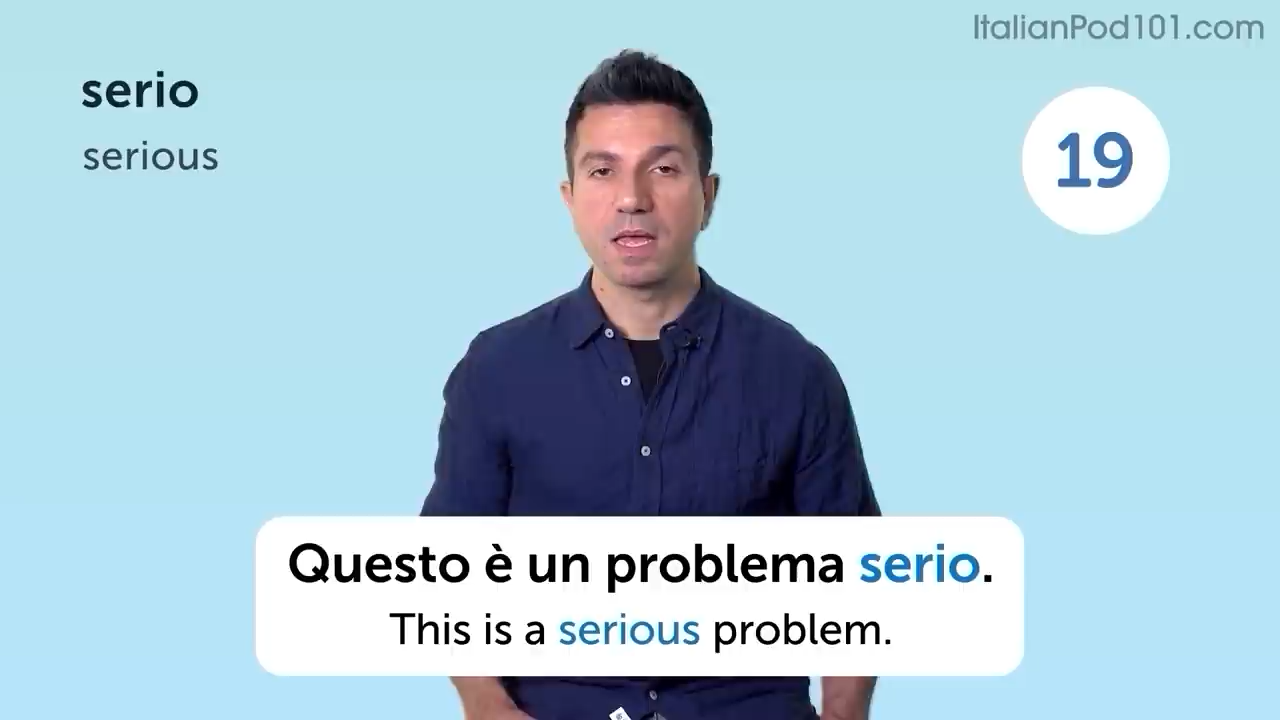 ItalianPod101.com
serio
serious
19
Questo è un problema serio.
This is a serious problem.